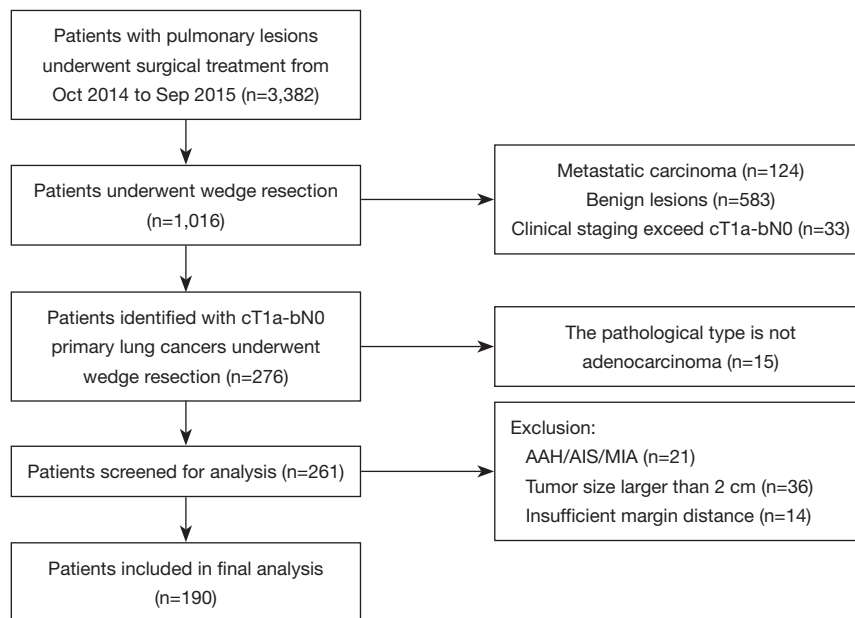 Patients with pulmonary lesions
underwent surgical treatment from
Oct 2014 to Sep 2015 (n=3,382)
Patients underwent wedge resection
(n=1,016)
Metastatic carcinoma (n=124)
Benign lesions (n=583)
Clinical staging exceed cT1a-bN0 (n=33)
Patients identified with cT1a-bN0
primary lung cancers underwent
wedge resection (n=276)
The pathological type is not
adenocarcinoma (n=15)
Patients screened for analysis (n=261)
Exclusion:
AAH/AIS/MIA (n=21)
Tumor size larger than 2 cm (n=36)
Insufficient margin distance (n=14)
Patients included in final analysis
(n=190)